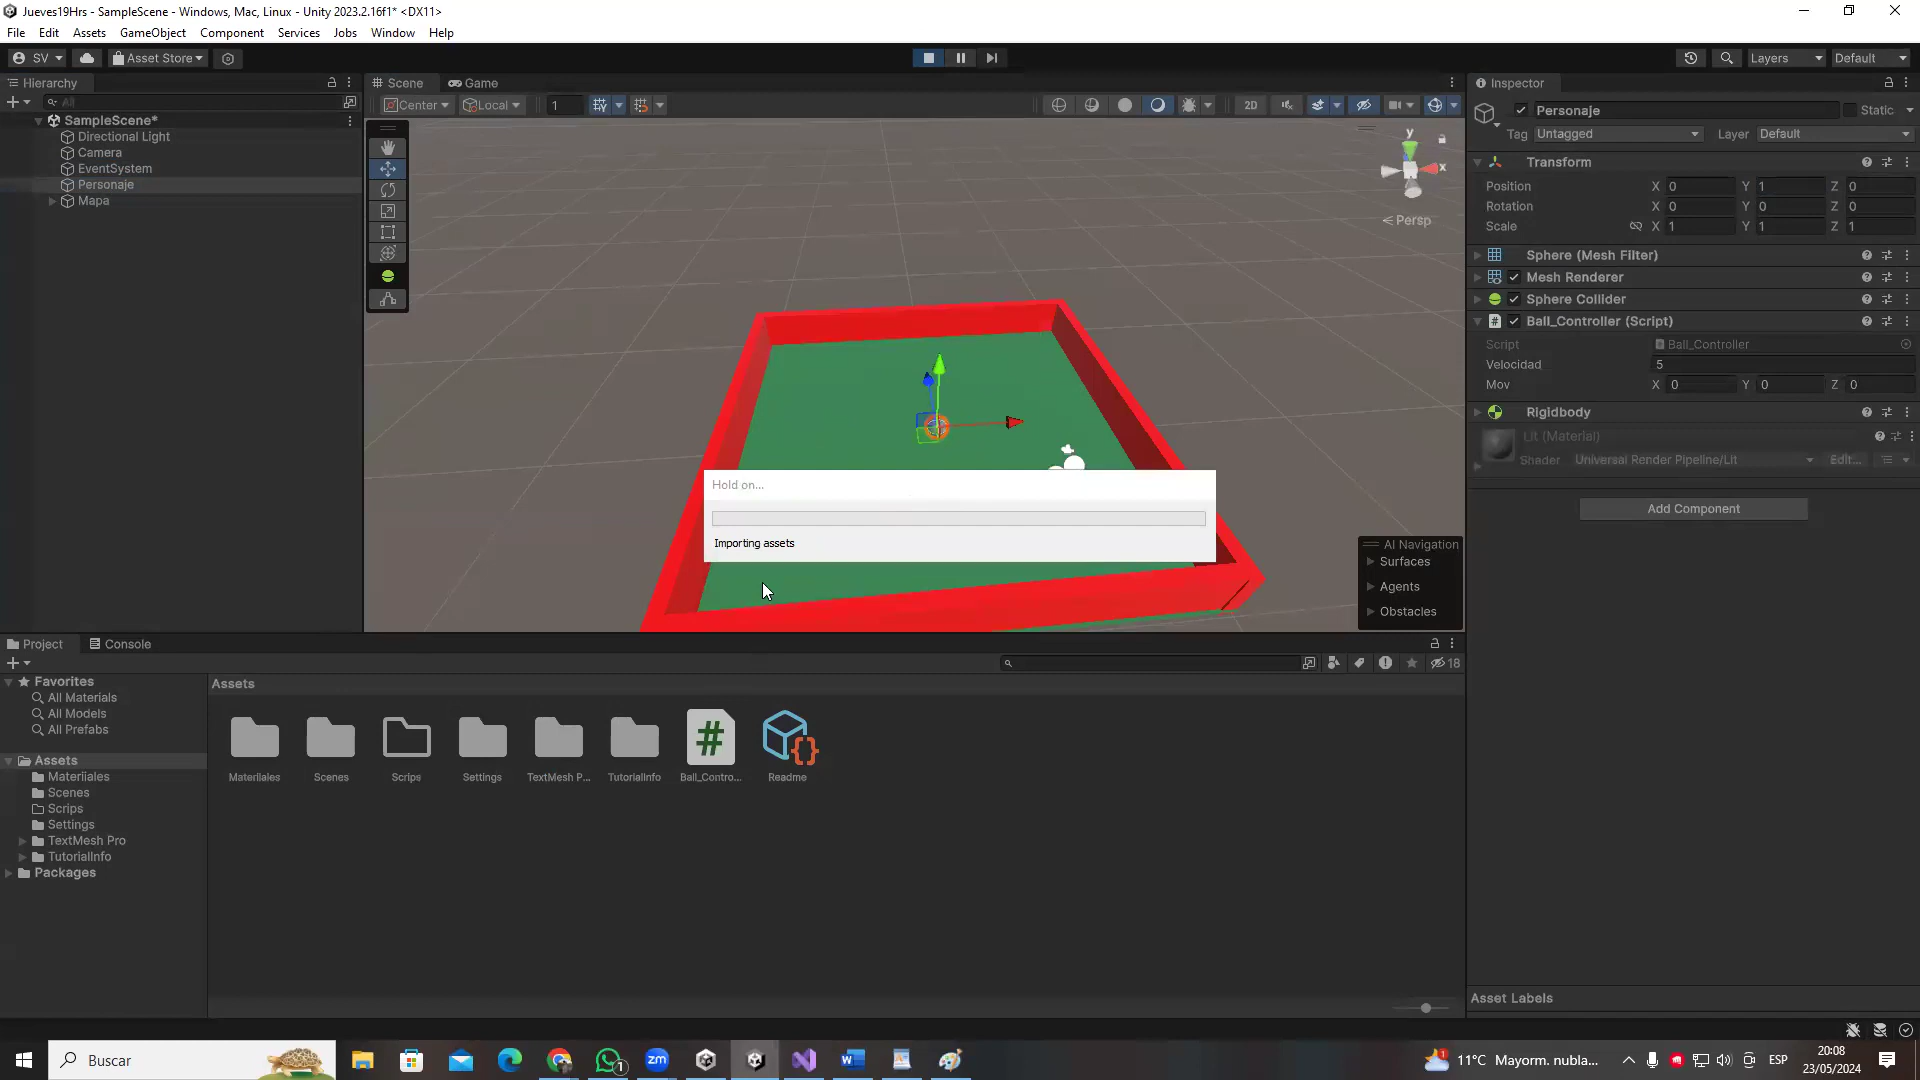 Jueves19Hrs - SampleScene - Windows, Mac, Linux - Unity 2023.2.16f1* <DX11>
File Edit Assets GameObject Component Services Jobs Window Help
SV Asset Store Layers Default
Hierarchy
All
SampleScene*
Directional Light
Camera
EventSystem
Personaje
Mapa
Scene Game
Center Local 1 2D
y
x
< Persp
Hold on...
Importing assets
AI Navigation
Surfaces
Agents
Obstacles
Inspector
Personaje Static
Tag Untagged Layer Default
Transform
Position X 0 Y 1 Z 0
Rotation X 0 Y 0 Z 0
Scale X 1 Y 1 Z 1
Sphere (Mesh Filter)
Mesh Renderer
Sphere Collider
# Ball_Controller (Script)
Script Ball_Controller
Velocidad 5
Mov X 0 Y 0 Z 0
Rigidbody
Lit (Material)
Shader Universal Render Pipeline/Lit Edit...
Add Component
Asset Labels
Project Console
18
Favorites
All Materials
All Models
All Prefabs
Assets
Materiiales
Scenes
Scrips
Settings
TextMesh Pro
TutorialInfo
Packages
Assets
Materiiales Scenes Scrips Settings TextMesh P... TutorialInfo Ball_Contro... Readme
Buscar
zm
1
1
11°C Mayorm. nubla...
ESP
20:08
23/05/2024